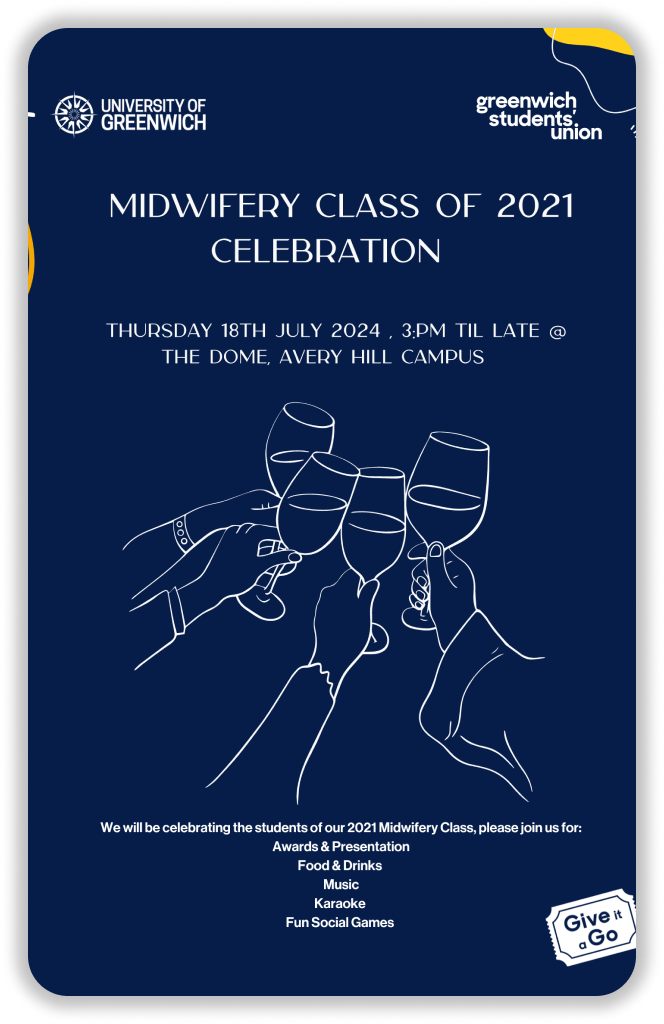 UNIVERSITY OF
GREENWICH
greenwich
students'
union
MIDWIFERY CLASS OF 2021
CELEBRATION
THURSDAY 18TH JULY 2024 , 3;PM TIL LATE @
THE DOME, AVERY HILL CAMPUS
We will be celebrating the students of our 2021 Midwifery Class, please join us for:
Awards & Presentation
Food & Drinks
Music
Karaoke
Fun Social Games
Give it
a Go